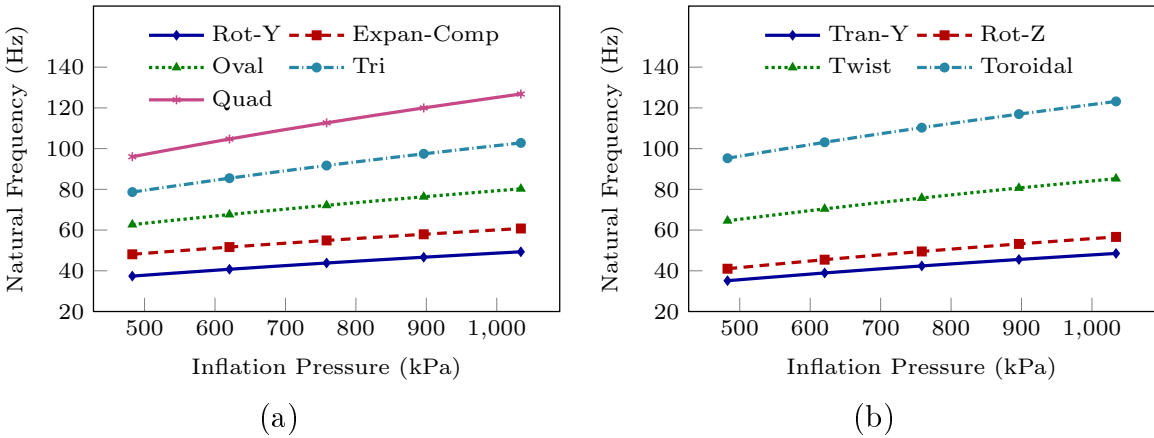 Natural Frequency (Hz)
140
120
100
80
60
40
20
Rot-Y Expan-Comp
Oval Tri
Quad
500 600 700 800 900 1,000
Inflation Pressure (kPa)
(a)
Natural Frequency (Hz)
140
120
100
80
60
40
20
Tran-Y Rot-Z
Twist Toroidal
500 600 700 800 900 1,000
Inflation Pressure (kPa)
(b)